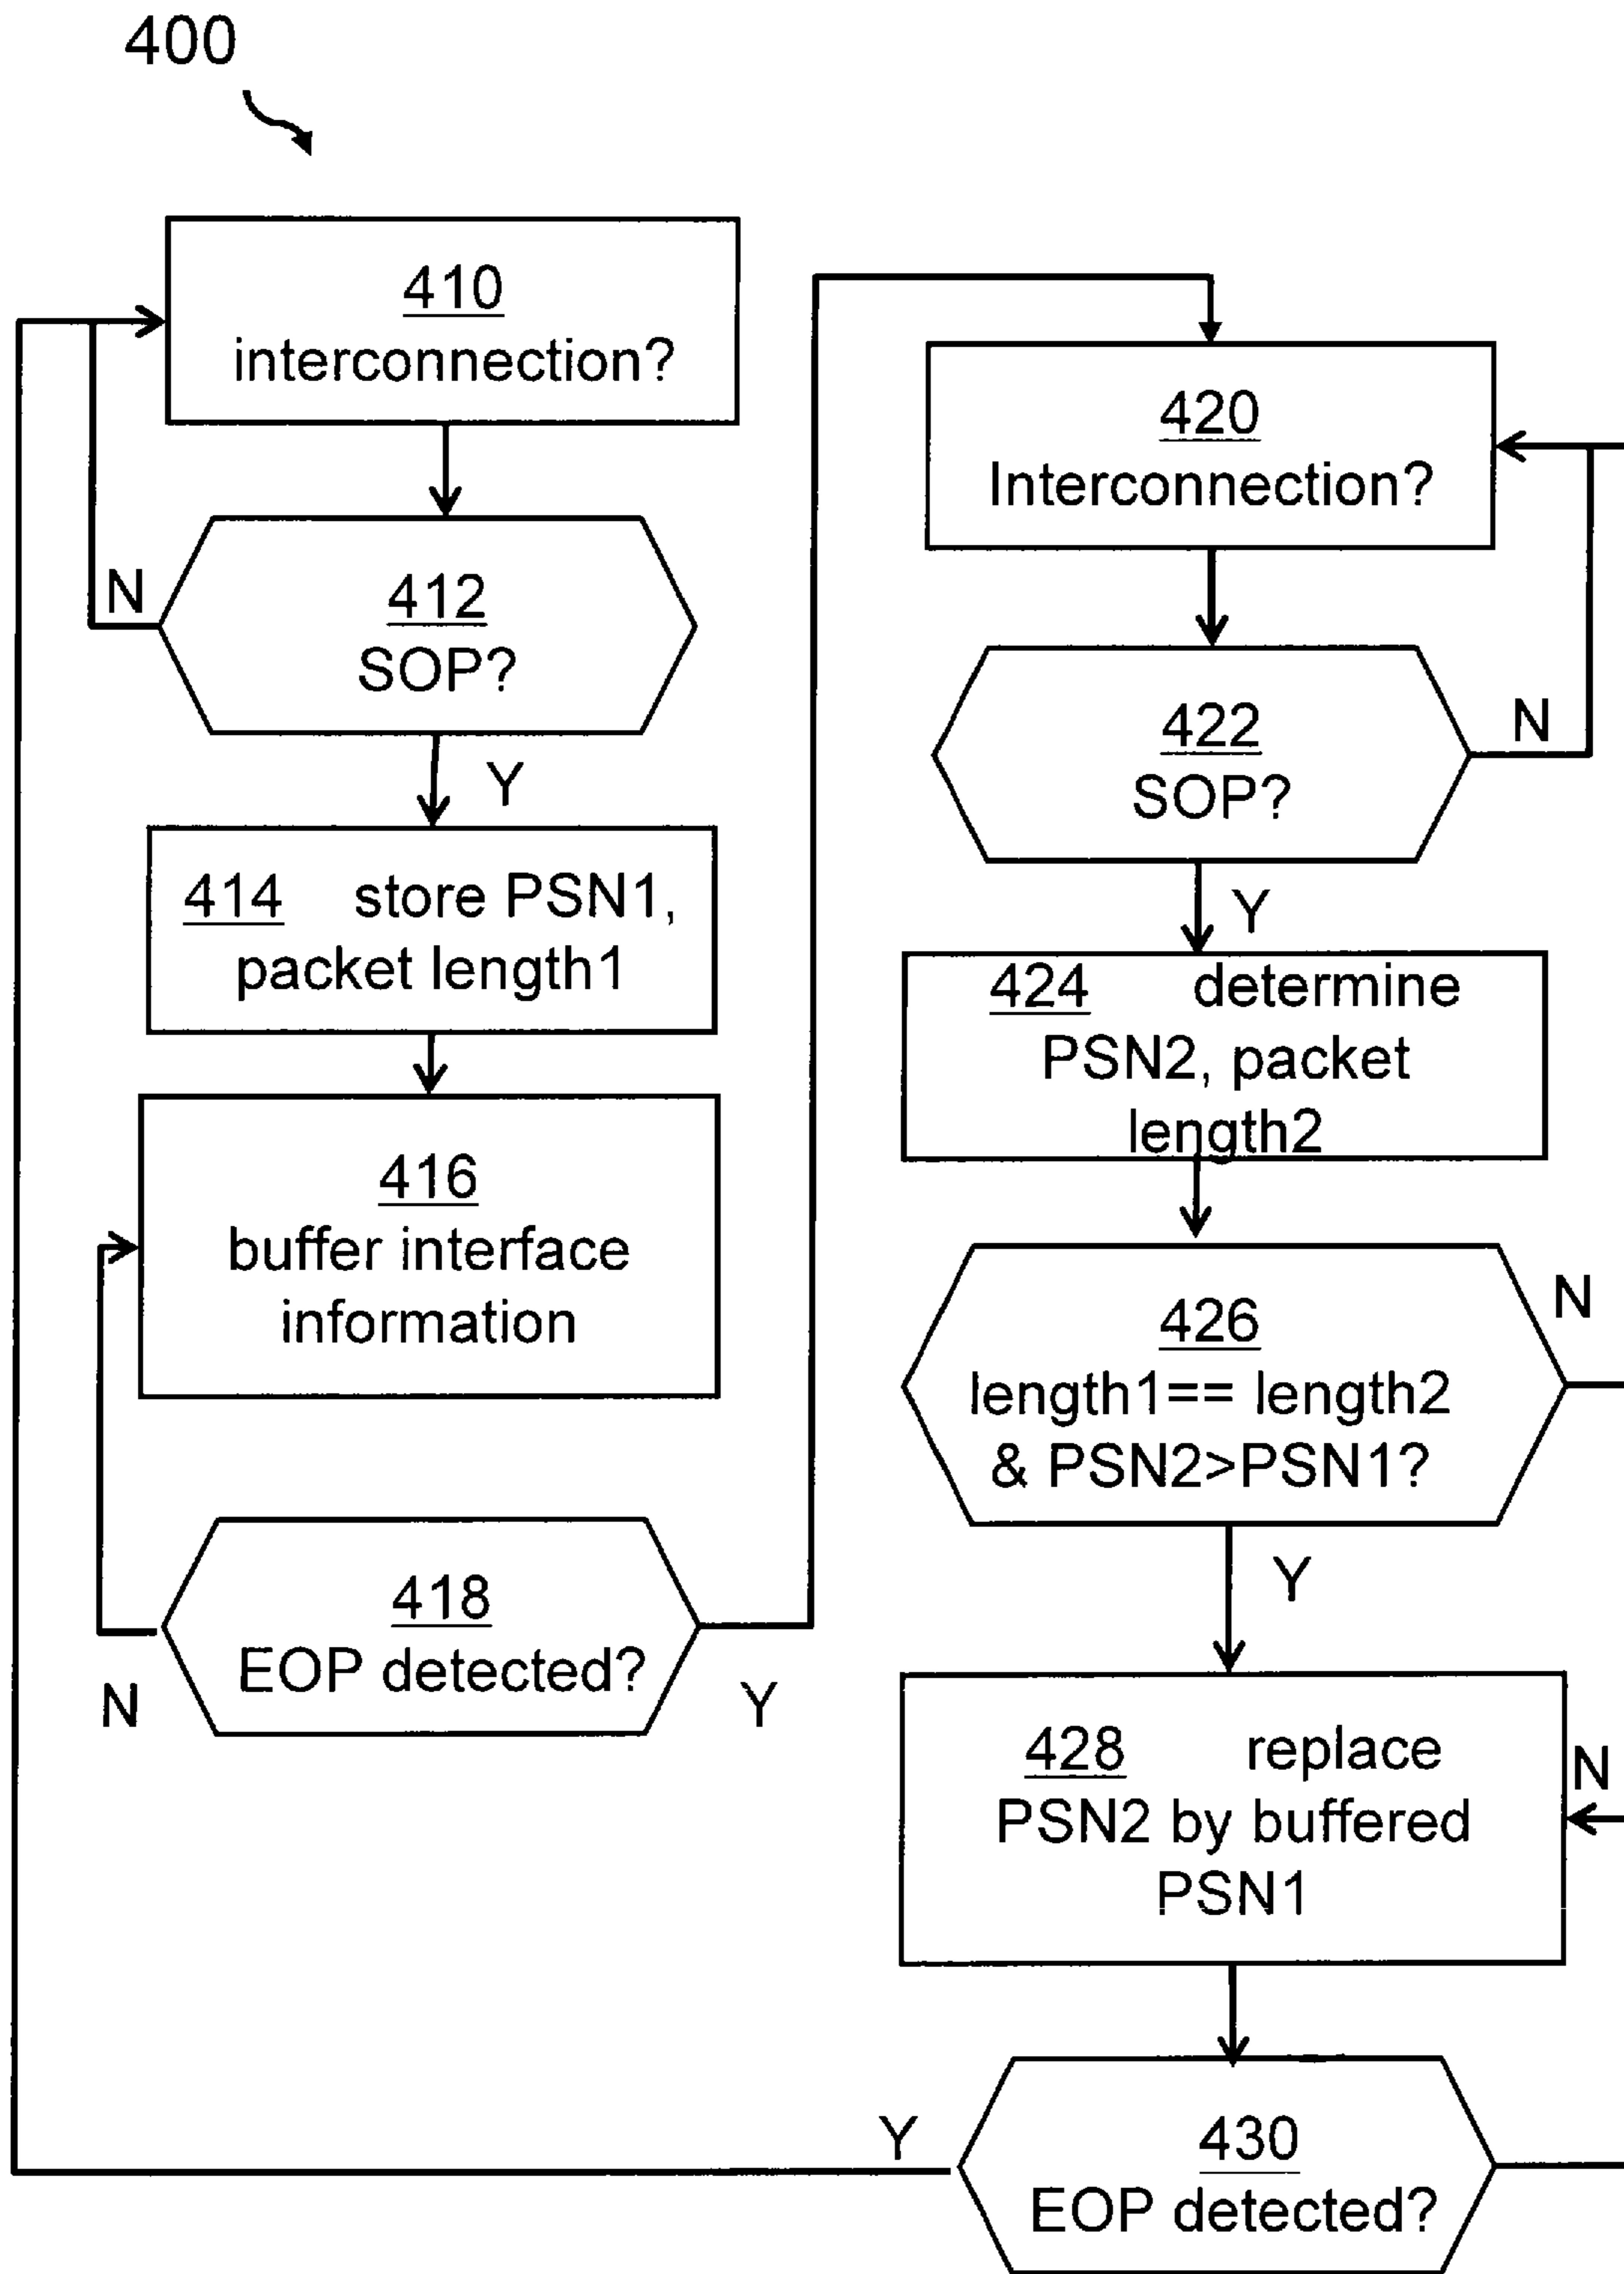 400
410
interconnection?
412
SOP?
N
Y
414 store PSN1,
packet length1
416
buffer interface
information
418
EOP detected?
N
Y
420
Interconnection?
422
SOP?
N
Y
424 determine
PSN2, packet
length2
426
length1== length2
& PSN2>PSN1?
N
Y
428 replace
PSN2 by buffered
PSN1
N
430
EOP detected?
Y